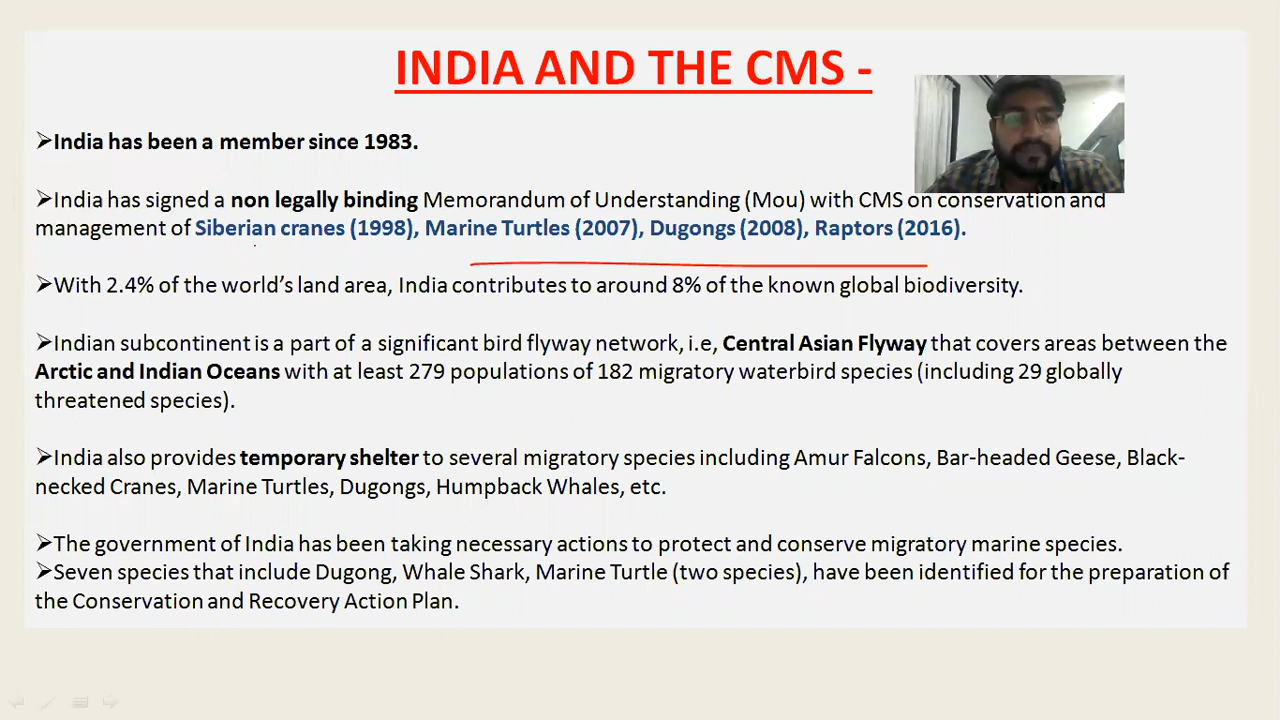 INDIA AND THE CMS -
➢India has been a member since 1983.
➢India has signed a non legally binding Memorandum of Understanding (Mou) with CMS on conservation and
management of Siberian cranes (1998), Marine Turtles (2007), Dugongs (2008), Raptors (2016).
➢With 2.4% of the world’s land area, India contributes to around 8% of the known global biodiversity.
➢Indian subcontinent is a part of a significant bird flyway network, i.e, Central Asian Flyway that covers areas between the
Arctic and Indian Oceans with at least 279 populations of 182 migratory waterbird species (including 29 globally
threatened species).
➢India also provides temporary shelter to several migratory species including Amur Falcons, Bar-headed Geese, Black-
necked Cranes, Marine Turtles, Dugongs, Humpback Whales, etc.
➢The government of India has been taking necessary actions to protect and conserve migratory marine species.
➢Seven species that include Dugong, Whale Shark, Marine Turtle (two species), have been identified for the preparation of
the Conservation and Recovery Action Plan.